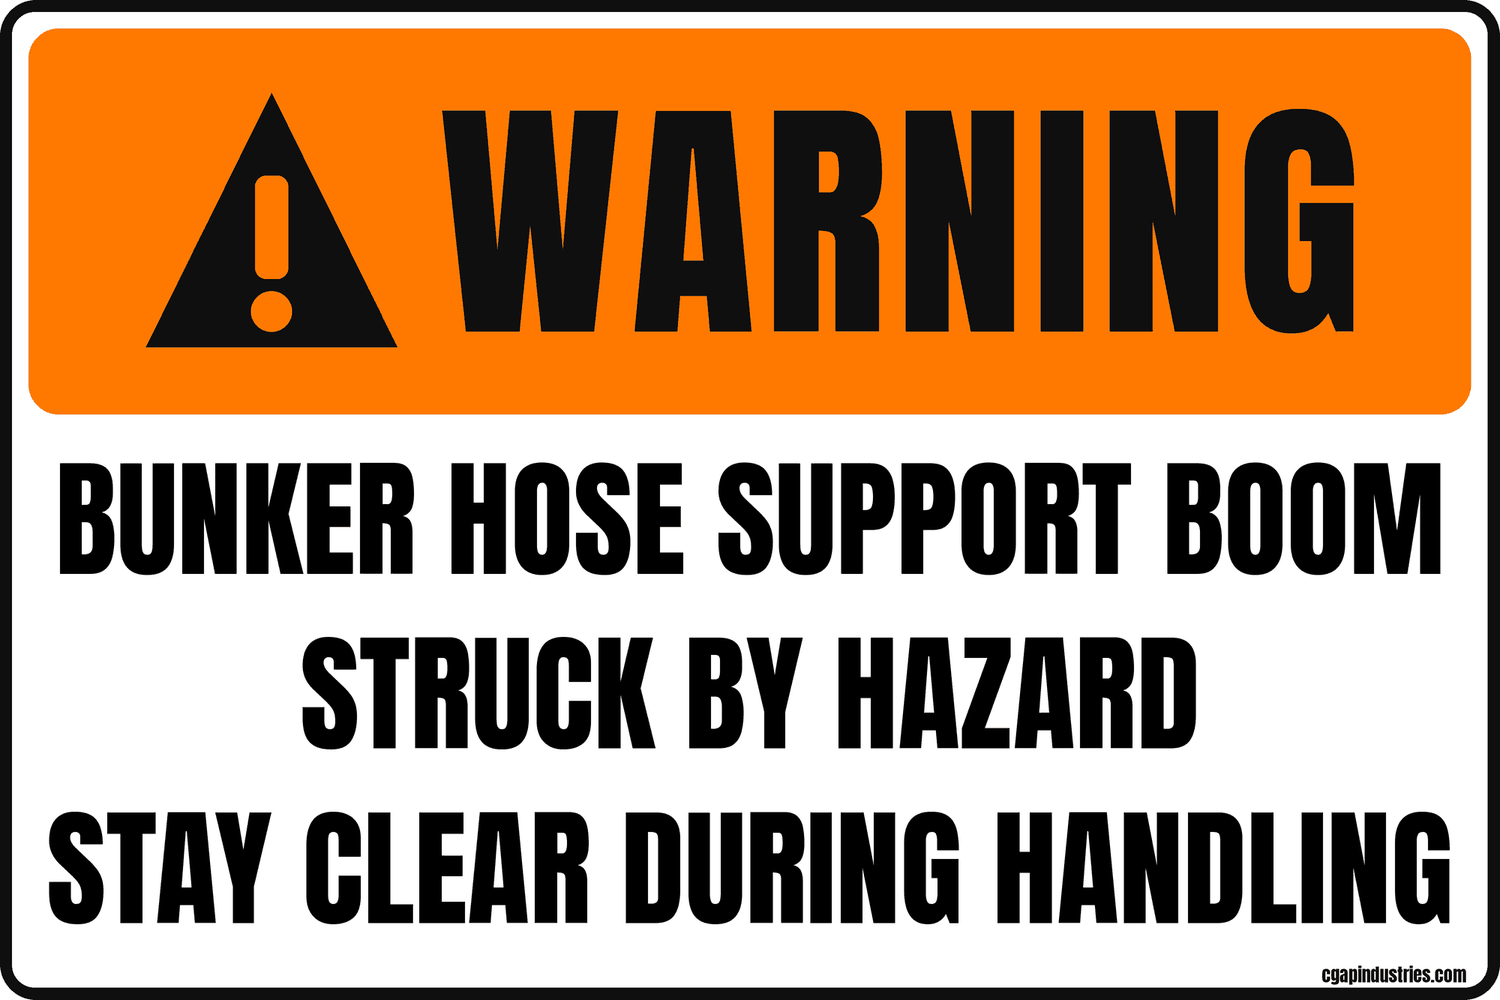 WARNING
BUNKER HOSE SUPPORT BOOM
STRUCK BY HAZARD
STAY CLEAR DURING HANDLING
cgapindustries.com